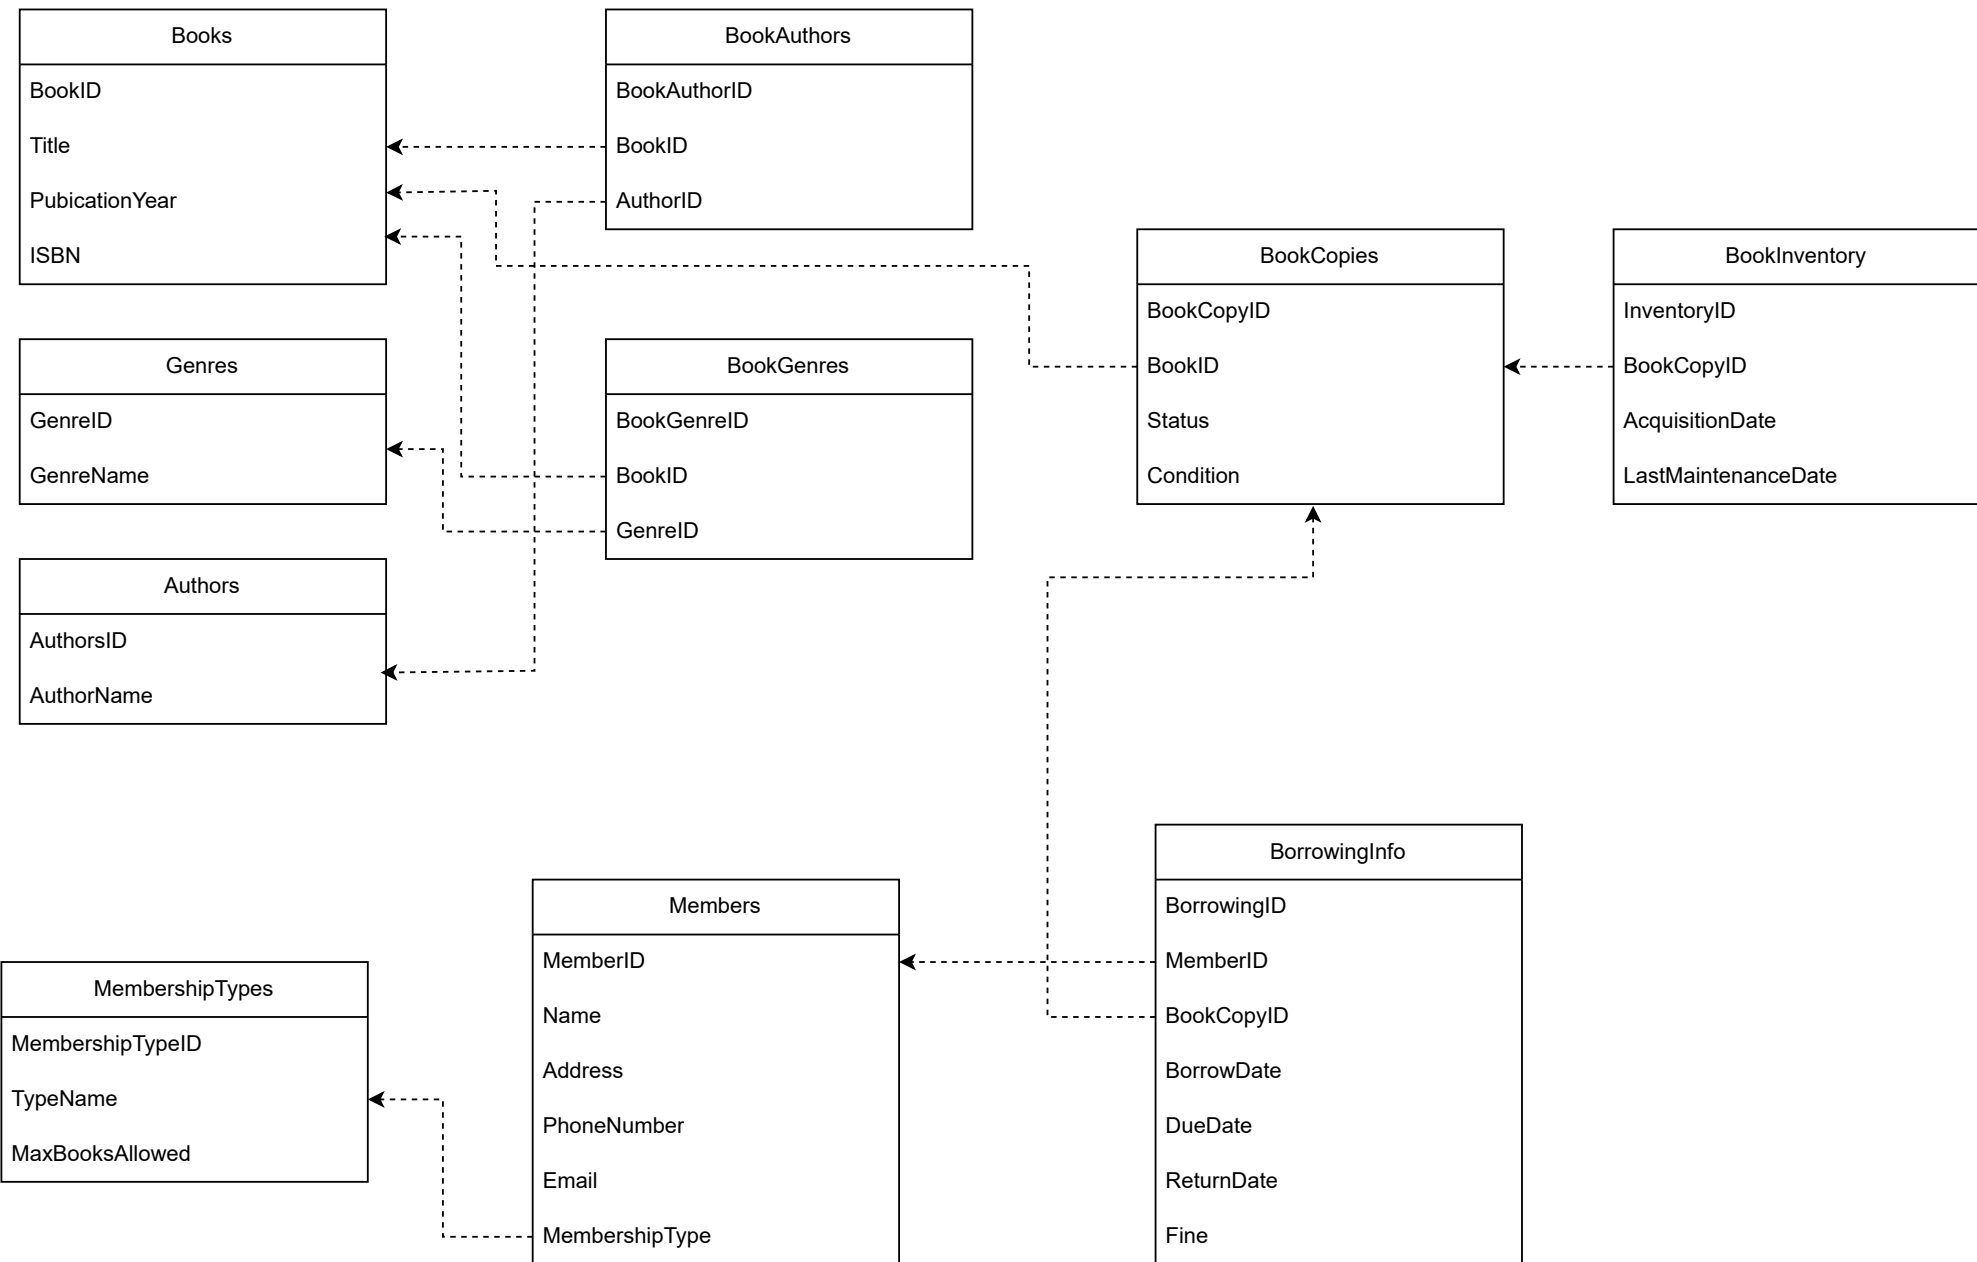 Books
BookID
Title
PubicationYear
ISBN
BookAuthors
BookAuthorID
BookID
AuthorID
BookCopies
BookCopyID
BookID
Status
Condition
BookInventory
InventoryID
BookCopyID
AcquisitionDate
LastMaintenanceDate
Genres
GenreID
GenreName
BookGenres
BookGenreID
BookID
GenreID
Authors
AuthorsID
AuthorName
BorrowingInfo
BorrowingID
MemberID
BookCopyID
BorrowDate
DueDate
ReturnDate
Fine
Members
MemberID
Name
Address
PhoneNumber
Email
MembershipType
MembershipTypes
MembershipTypeID
TypeName
MaxBooksAllowed